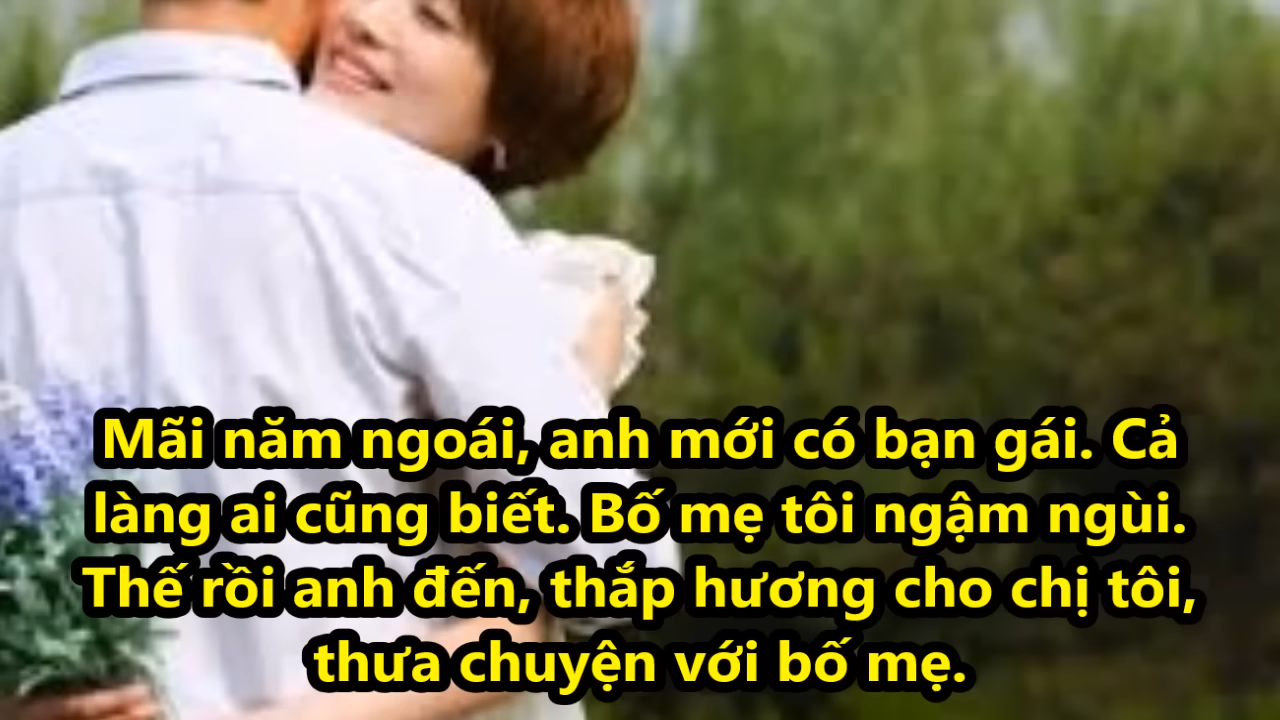 Mãi năm ngoái, anh mới có bạn gái. Cả
làng ai cũng biết. Bố mẹ tôi ngậm ngùi.
Thế rồi anh đến, thắp hương cho chị tôi,
thưa chuyện với bố mẹ.